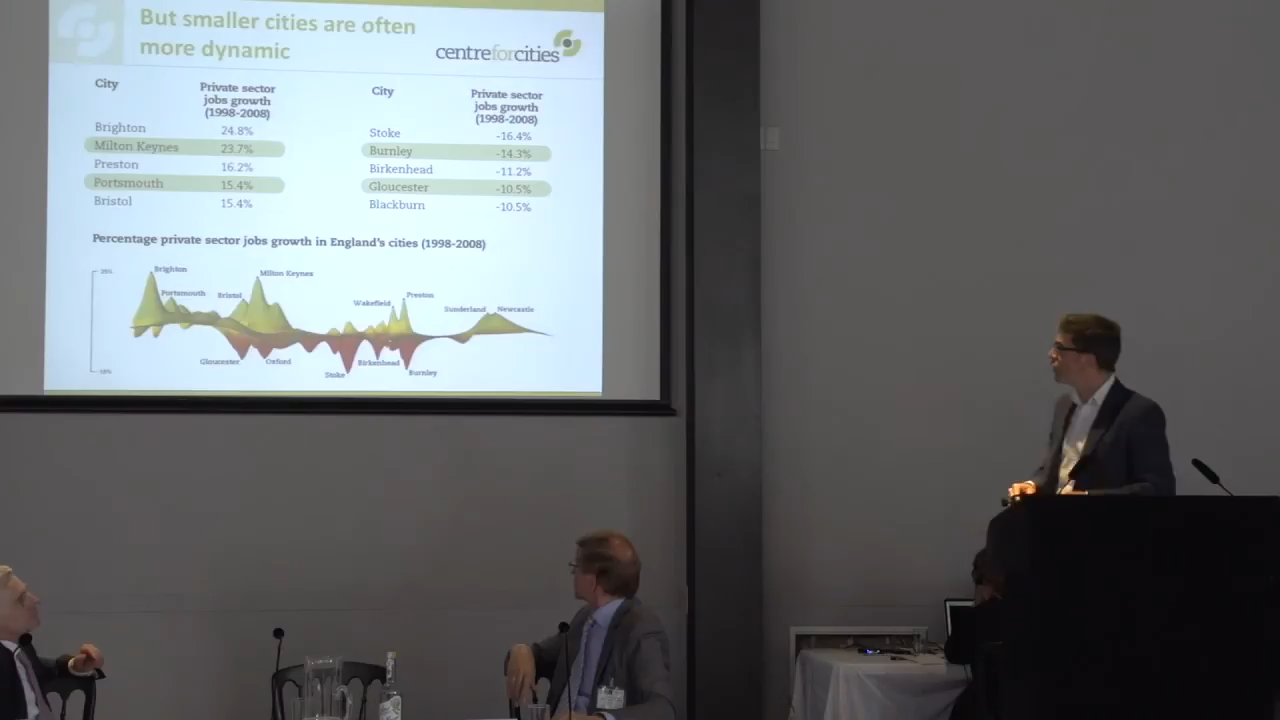 But smaller cities are often
more dynamic
centreforcities
City
Private sector
jobs growth
(1998-2008)
Brighton 24.8%
Milton Keynes 23.7%
Preston 16.2%
Portsmouth 15.4%
Bristol 15.4%
City
Private sector
jobs growth
(1998-2008)
Stoke -16.4%
Burnley -14.3%
Birkenhead -11.2%
Gloucester -10.5%
Blackburn -10.5%
Percentage private sector jobs growth in England's cities (1998-2008)
25%
Brighton
Milton Keynes
Portsmouth
Bristol
Wakefield
Preston
Sunderland
Newcastle
Gloucester
Oxford
Stoke
Birkenhead
Burnley